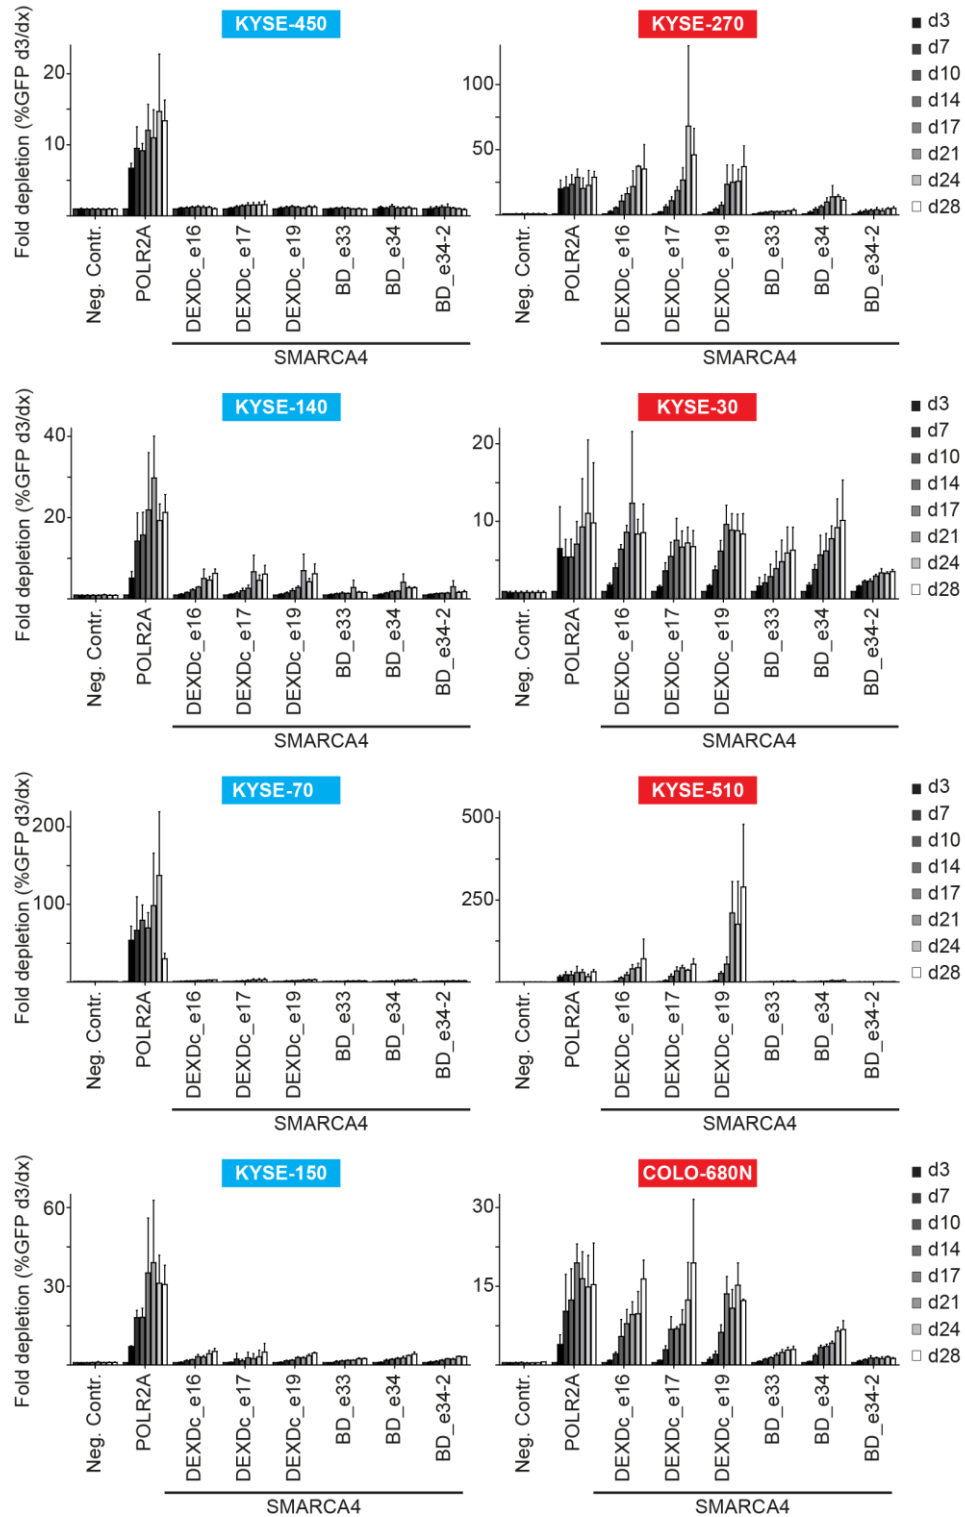 KYSE-450
KYSE-270
Fold depletion (%GFP d3/dx)
20
10
0
100
50
0
d3
d7
d10
d14
d17
d21
d24
d28
Neg. Contr.
POLR2A
DEXDc_e16
DEXDc_e17
DEXDc_e19
BD_e33
BD_e34
BD_e34-2
SMARCA4
Neg. Contr.
POLR2A
DEXDc_e16
DEXDc_e17
DEXDc_e19
BD_e33
BD_e34
BD_e34-2
SMARCA4
KYSE-140
KYSE-30
Fold depletion (%GFP d3/dx)
40
20
0
20
10
0
d3
d7
d10
d14
d17
d21
d24
d28
Neg. Contr.
POLR2A
DEXDc_e16
DEXDc_e17
DEXDc_e19
BD_e33
BD_e34
BD_e34-2
SMARCA4
Neg. Contr.
POLR2A
DEXDc_e16
DEXDc_e17
DEXDc_e19
BD_e33
BD_e34
BD_e34-2
SMARCA4
KYSE-70
KYSE-510
Fold depletion (%GFP d3/dx)
200
100
0
500
250
0
d3
d7
d10
d14
d17
d21
d24
d28
Neg. Contr.
POLR2A
DEXDc_e16
DEXDc_e17
DEXDc_e19
BD_e33
BD_e34
BD_e34-2
SMARCA4
Neg. Contr.
POLR2A
DEXDc_e16
DEXDc_e17
DEXDc_e19
BD_e33
BD_e34
BD_e34-2
SMARCA4
KYSE-150
COLO-680N
Fold depletion (%GFP d3/dx)
60
30
0
30
15
0
d3
d7
d10
d14
d17
d21
d24
d28
Neg. Contr.
POLR2A
DEXDc_e16
DEXDc_e17
DEXDc_e19
BD_e33
BD_e34
BD_e34-2
SMARCA4
Neg. Contr.
POLR2A
DEXDc_e16
DEXDc_e17
DEXDc_e19
BD_e33
BD_e34
BD_e34-2
SMARCA4